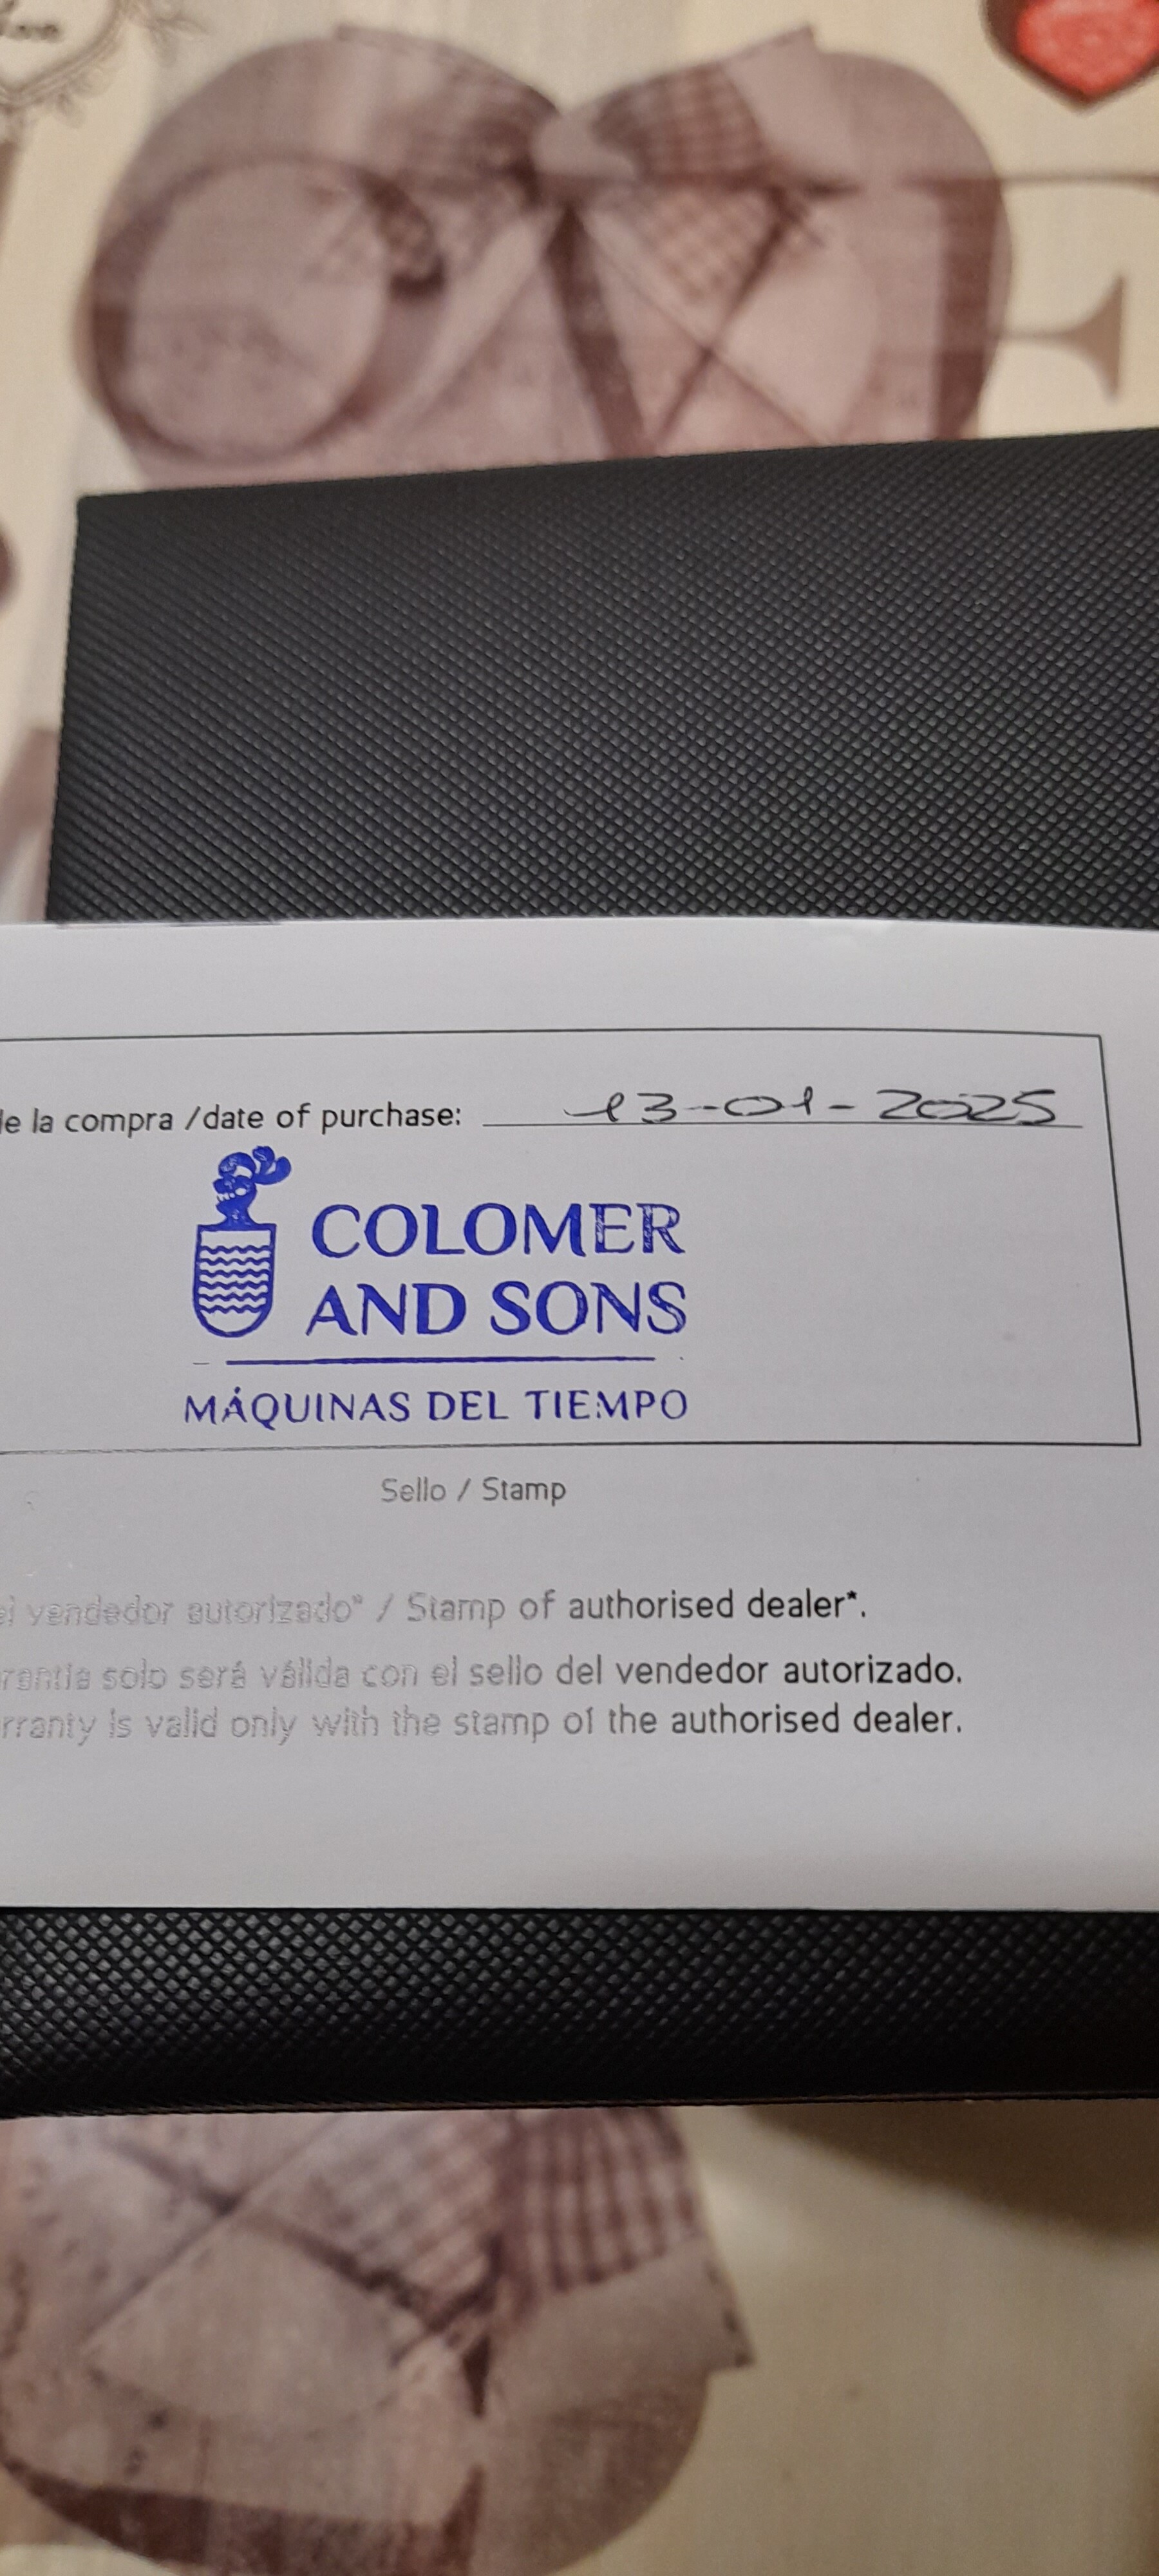 de la compra / date of purchase: 13-01-2025
COLOMER
AND SONS
MÁQUINAS DEL TIEMPO
Sello / Stamp
vendedor autorizado* / Stamp of authorised dealer*.
solo será válida con el sello del vendedor autorizado.
is valid only with the stamp of the authorised dealer.